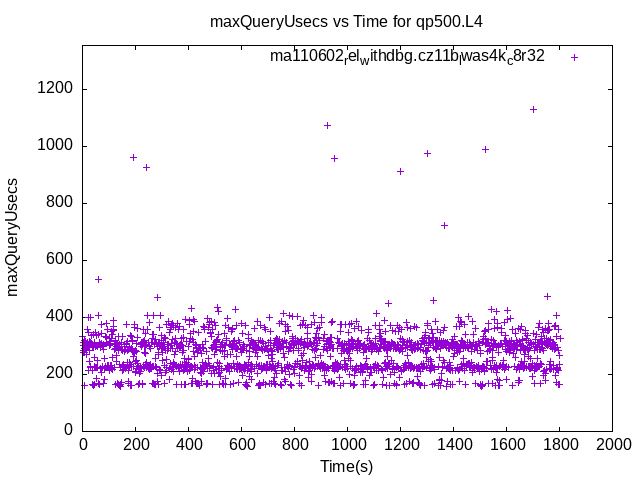 maxQueryUsecs vs Time for qp500.L4
ma110602relwithdbg.cz11blwas4kc8r32
1200
1000
800
600
400
200
0
maxQueryUsecs
0 200 400 600 800 1000 1200 1400 1600 1800 2000
Time(s)